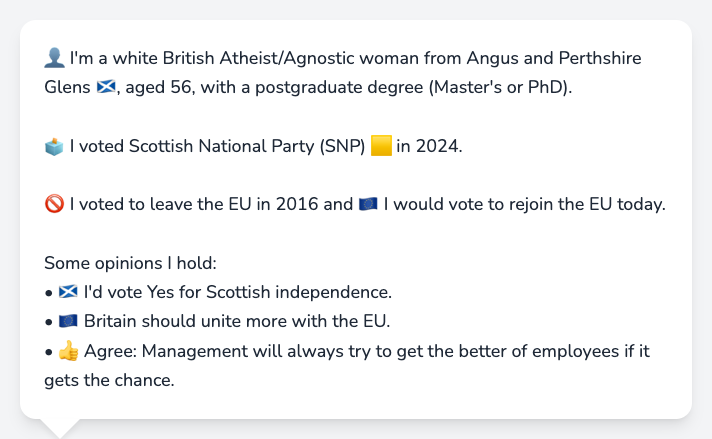 👤 I'm a white British Atheist/Agnostic woman from Angus and Perthshire
Glens 🏴󠁧󠁢󠁳󠁣󠁴󠁿, aged 56, with a postgraduate degree (Master's or PhD).
🗳️ I voted Scottish National Party (SNP) 🟨 in 2024.
🚫 I voted to leave the EU in 2016 and 🇪🇺 I would vote to rejoin the EU today.
Some opinions I hold:
• 🏴󠁧󠁢󠁳󠁣󠁴󠁿 I'd vote Yes for Scottish independence.
• 🇪🇺 Britain should unite more with the EU.
• 👍 Agree: Management will always try to get the better of employees if it
gets the chance.